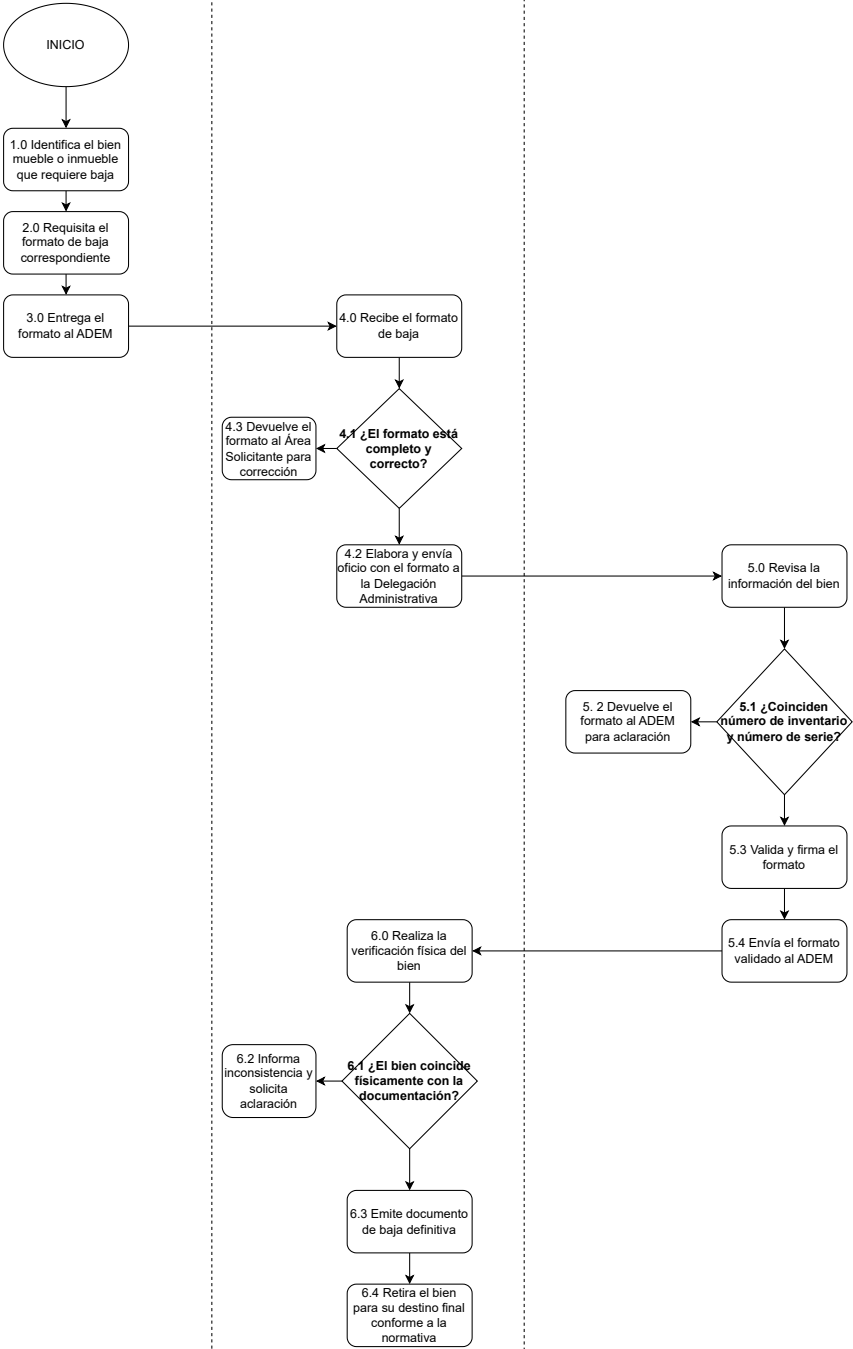 INICIO
1.0 Identifica el bien
mueble o inmueble
que requiere baja
2.0 Requisita el
formato de baja
correspondiente
3.0 Entrega el
formato al ADEM
4.0 Recibe el formato
de baja
4.1 ¿El formato está
completo y
correcto?
4.3 Devuelve el
formato al Área
Solicitante para
corrección
4.2 Elabora y envía
oficio con el formato a
la Delegación
Administrativa
5.0 Revisa la
información del bien
5.1 ¿Coinciden
número de inventario
y número de serie?
5. 2 Devuelve el
formato al ADEM
para aclaración
5.3 Valida y firma el
formato
5.4 Envía el formato
validado al ADEM
6.0 Realiza la
verificación física del
bien
6.1 ¿El bien coincide
físicamente con la
documentación?
6.2 Informa
inconsistencia y
solicita
aclaración
6.3 Emite documento
de baja definitiva
6.4 Retira el bien
para su destino final
conforme a la
normativa